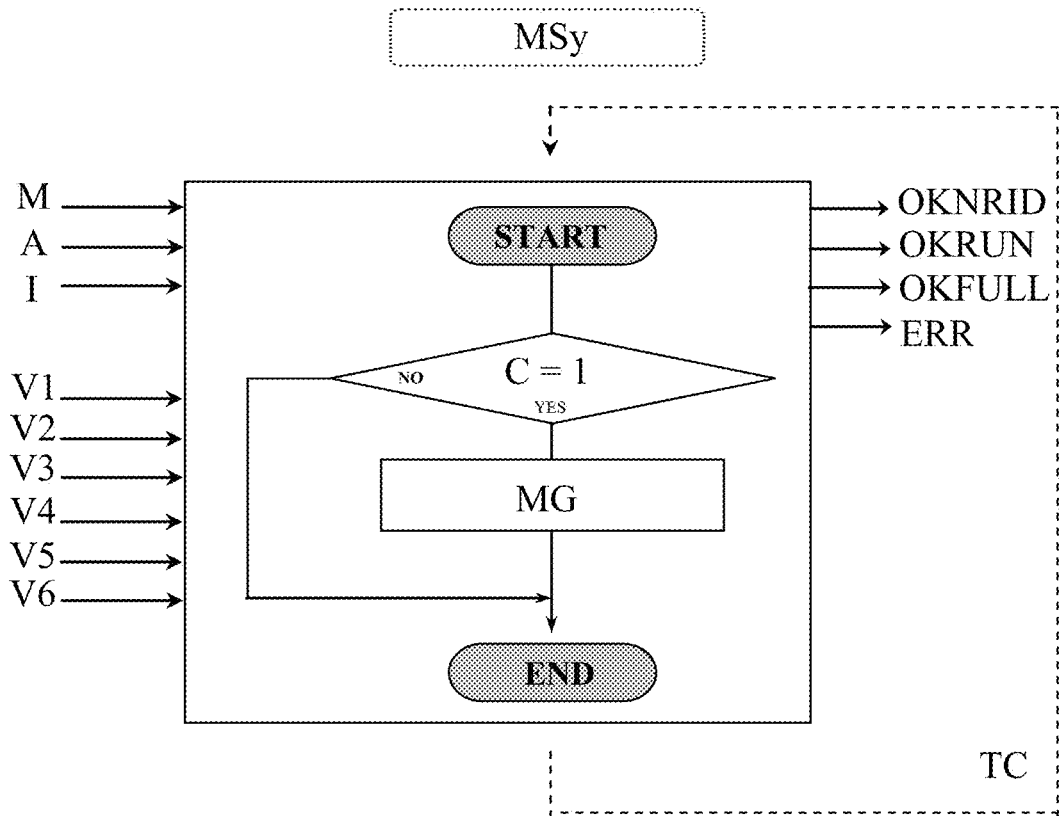 MSy
M
A
I
V1
V2
V3
V4
V5
V6
START
C = 1
NO
YES
MG
END
OKNRID
OKRUN
OKFULL
ERR
TC